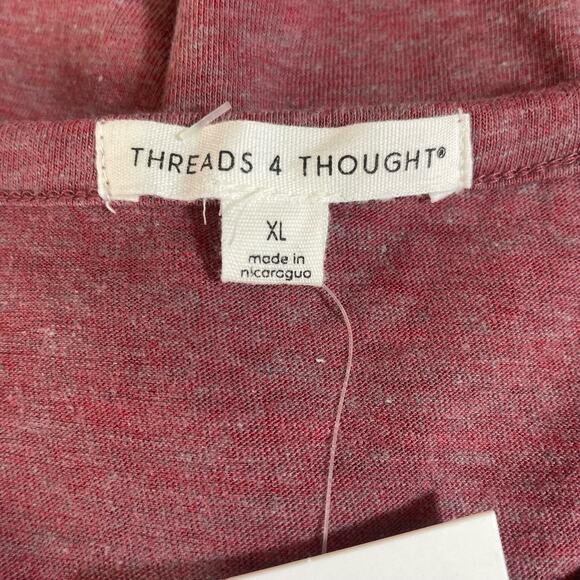 THREADS 4 THOUGHT®
XL
made in
nicaragua